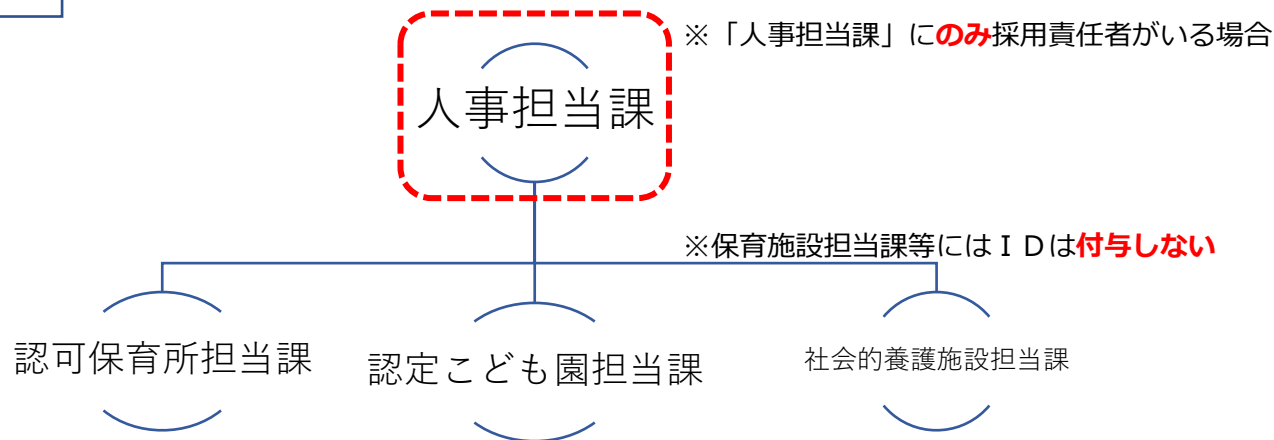 ※「人事担当課」にのみ採用責任者がいる場合
人事担当課
※保育施設担当課等にはＩＤは付与しない
認可保育所担当課
認定こども園担当課
社会的養護施設担当課